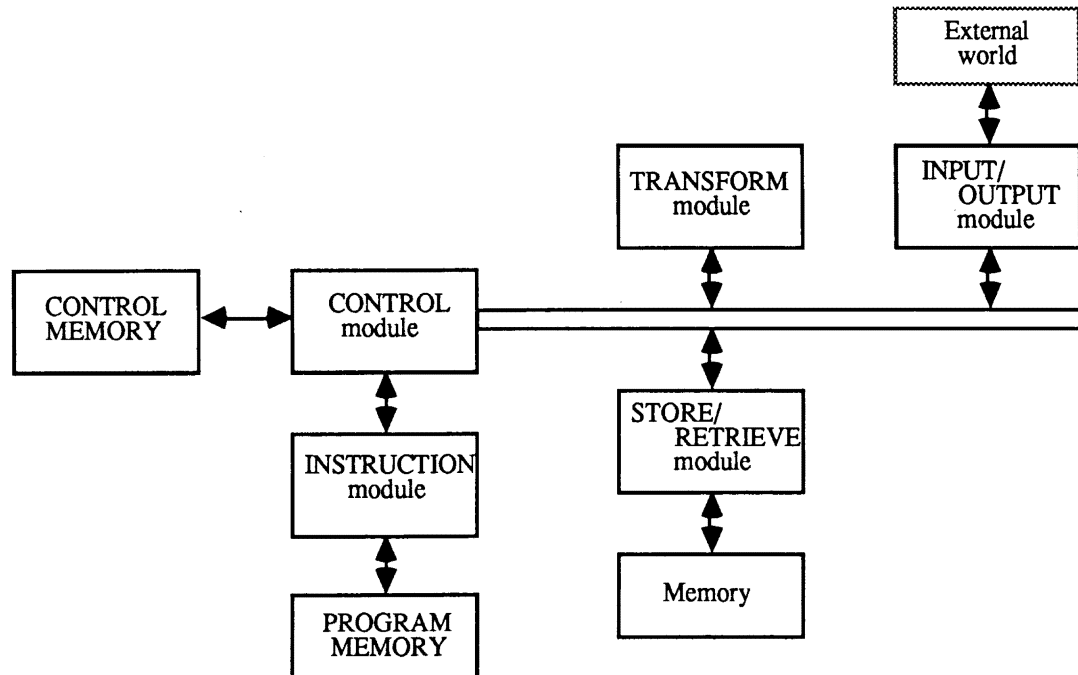 External
world
TRANSFORM
module
INPUT/
OUTPUT
module
CONTROL
MEMORY
CONTROL
module
STORE/
RETRIEVE
module
INSTRUCTION
module
Memory
PROGRAM
MEMORY